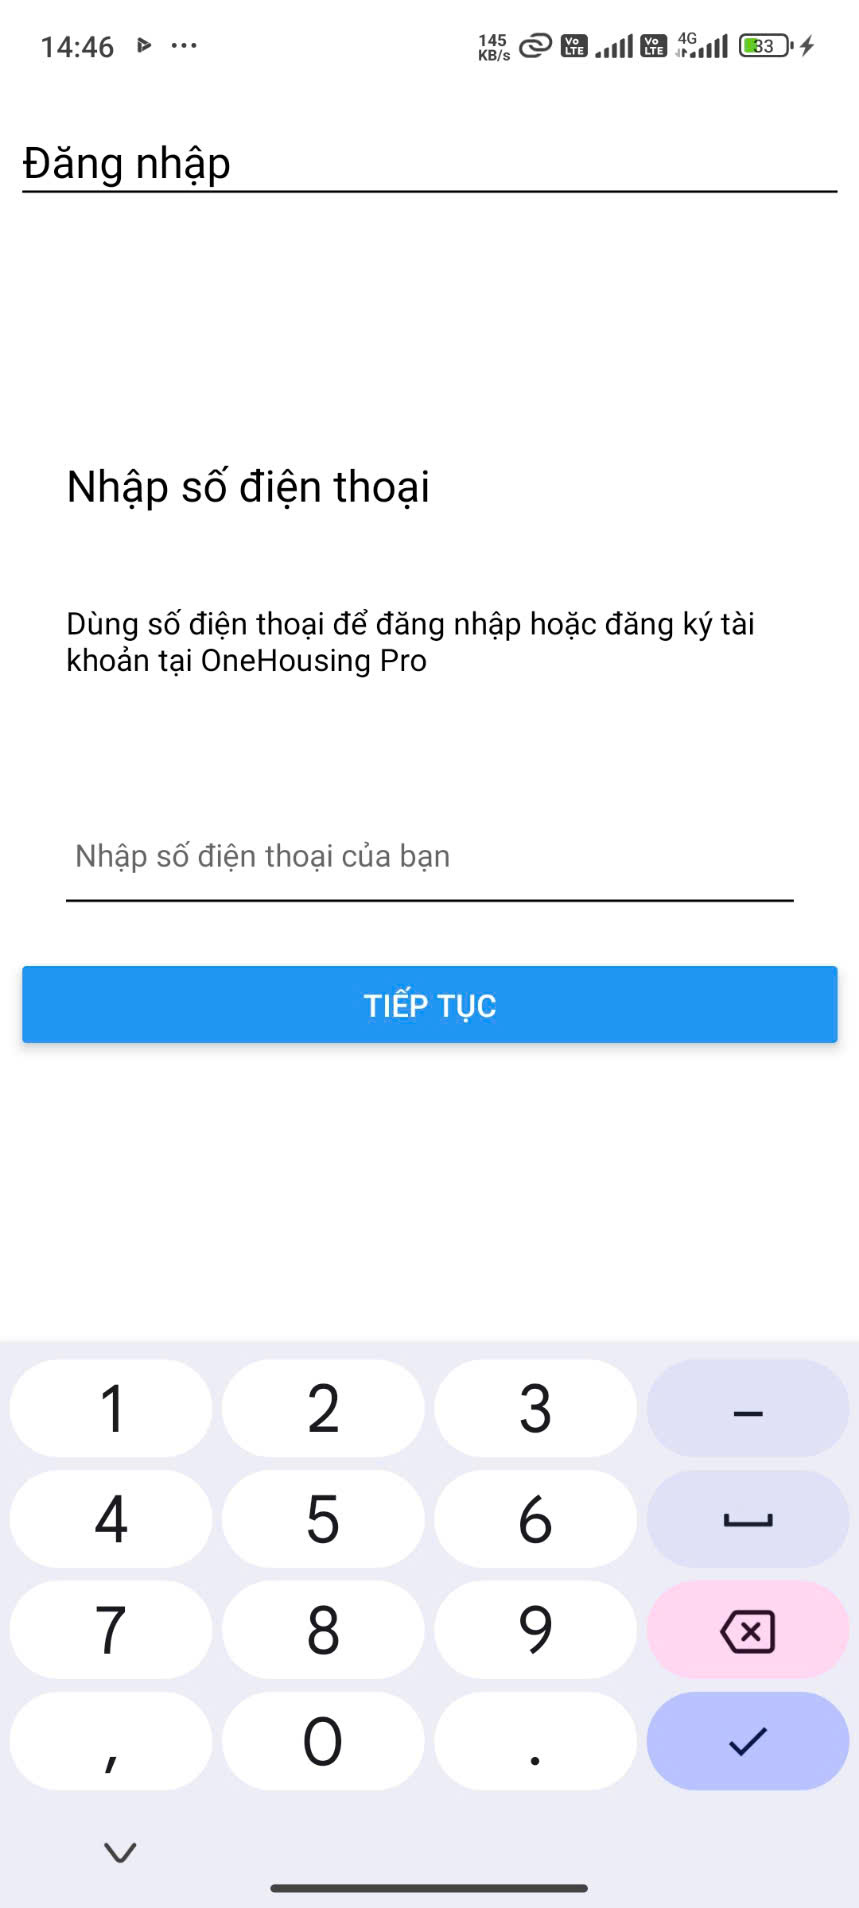 14:46
145 KB/s Vo LTE Vo LTE 4G 33
Đăng nhập
Nhập số điện thoại
Dùng số điện thoại để đăng nhập hoặc đăng ký tài
khoản tại OneHousing Pro
Nhập số điện thoại của bạn
TIẾP TỤC
1 2 3 –
4 5 6
7 8 9
, 0 .